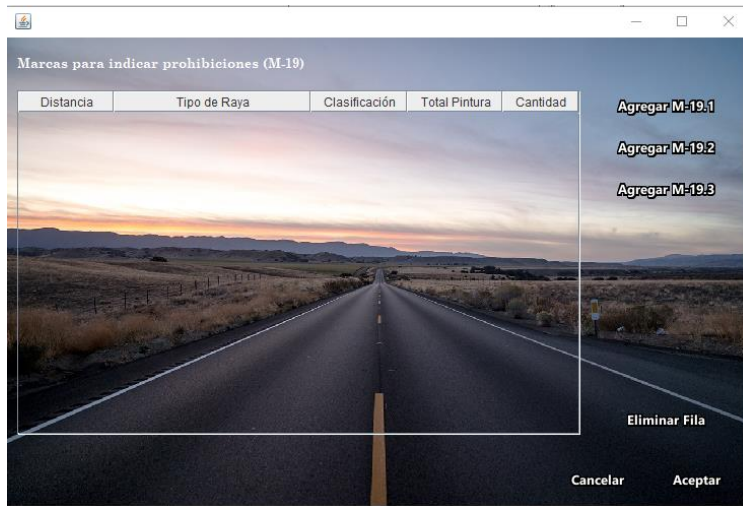 Marcas para indicar prohibiciones (M-19)
Distancia Tipo de Raya Clasificación Total Pintura Cantidad
Agregar M-19.1
Agregar M-19.2
Agregar M-19.3
Eliminar Fila
Cancelar Aceptar